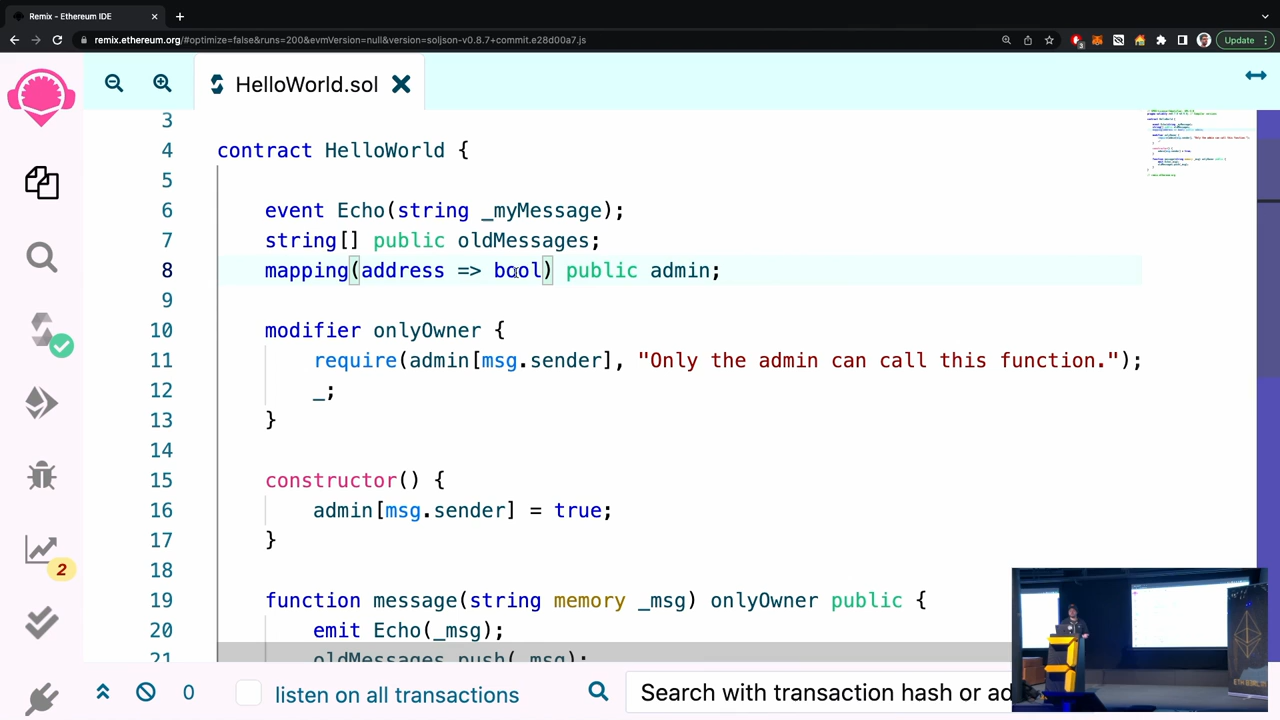 Remix - Ethereum IDE
remix.ethereum.org/#optimize=false&runs=200&evmVersion=null&version=soljson-v0.8.7+commit.e28d00a7.js
3
Update
HelloWorld.sol
3
4 contract HelloWorld {
5
6 event Echo(string _myMessage);
7 string[] public oldMessages;
8 mapping(address => bool) public admin;
9
10 modifier onlyOwner {
11 require(admin[msg.sender], "Only the admin can call this function.");
12 _;
13 }
14
15 constructor() {
16 admin[msg.sender] = true;
17 }
18
19 function message(string memory _msg) onlyOwner public {
20 emit Echo(_msg);
21 oldMessages.push(_msg);
2
0 listen on all transactions Search with transaction hash or ad